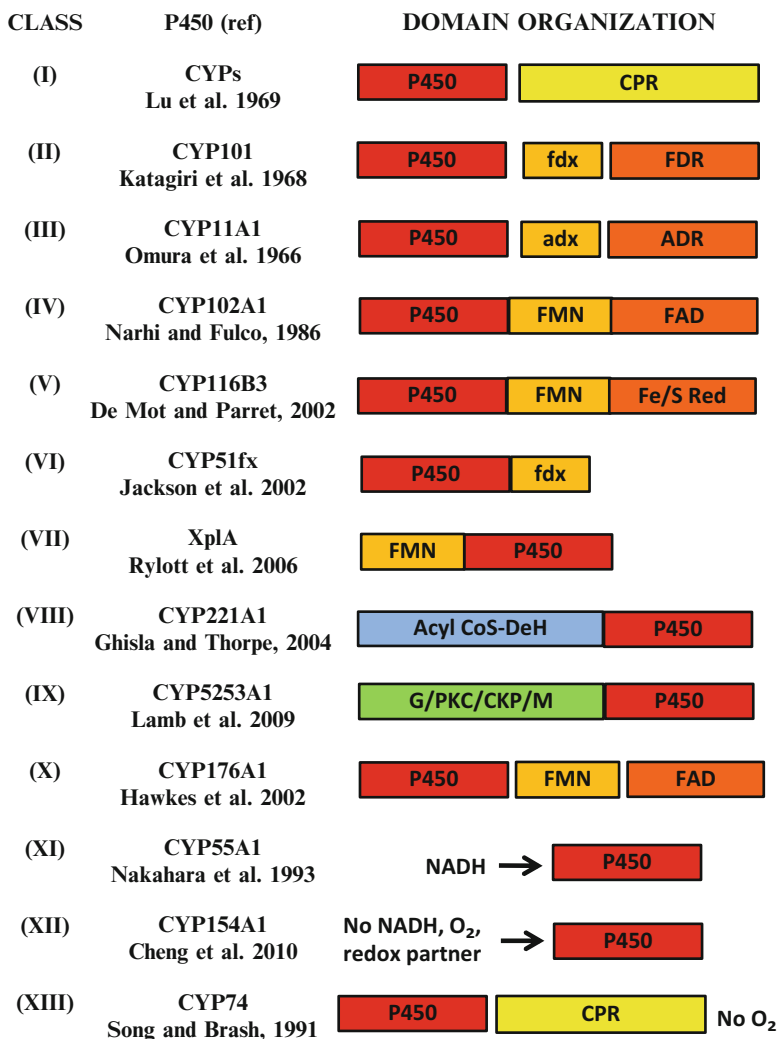 CLASS P450 (ref) DOMAIN ORGANIZATION
(I) CYPs P450 CPR
Lu et al. 1969
(II) CYP101 P450 fdx FDR
Katagiri et al. 1968
(III) CYP11A1 P450 adx ADR
Omura et al. 1966
(IV) CYP102A1 P450 FMN FAD
Narhi and Fulco, 1986
(V) CYP116B3 P450 FMN Fe/S Red
De Mot and Parret, 2002
(VI) CYP51fx P450 fdx
Jackson et al. 2002
(VII) XplA FMN P450
Rylott et al. 2006
(VIII) CYP221A1 Acyl CoS-DeH P450
Ghisla and Thorpe, 2004
(IX) CYP5253A1 G/PKC/CKP/M P450
Lamb et al. 2009
(X) CYP176A1 P450 FMN FAD
Hawkes et al. 2002
(XI) CYP55A1 NADH P450
Nakahara et al. 1993
(XII) CYP154A1 No NADH, O₂, P450
Cheng et al. 2010 redox partner
(XIII) CYP74 P450 CPR No O₂
Song and Brash, 1991